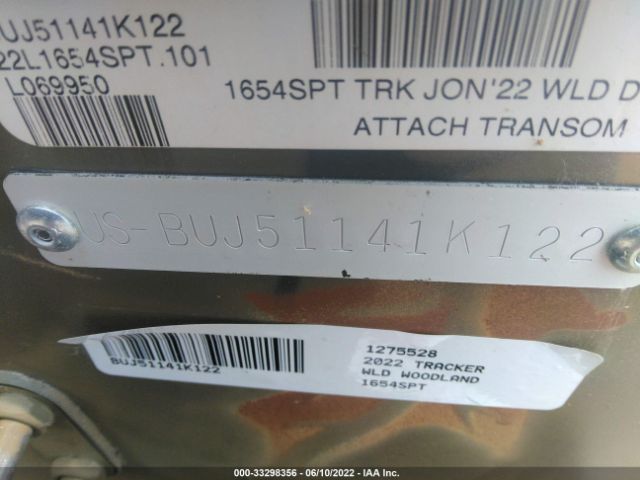 UJ51141K122
22L1654SPT.101
L069950
1654SPT TRK JON'22 WLD D
ATTACH TRANSOM
US-BUJ51141K122
BUJ51141K122
1275528
2022 TRACKER
WLD WOODLAND
1654SPT
000-33298356 - 06/10/2022 - IAA Inc.